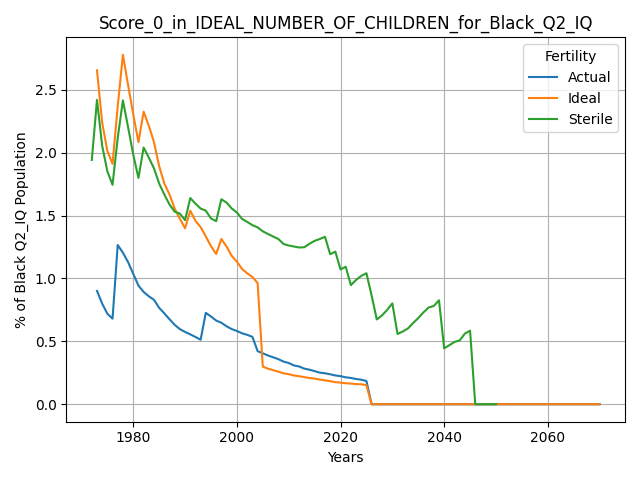 Score_0_in_IDEAL_NUMBER_OF_CHILDREN_for_Black_Q2_IQ
Fertility
Actual
Ideal
Sterile
% of Black Q2_IQ Population
2.5
2.0
1.5
1.0
0.5
0.0
1980 2000 2020 2040 2060
Years